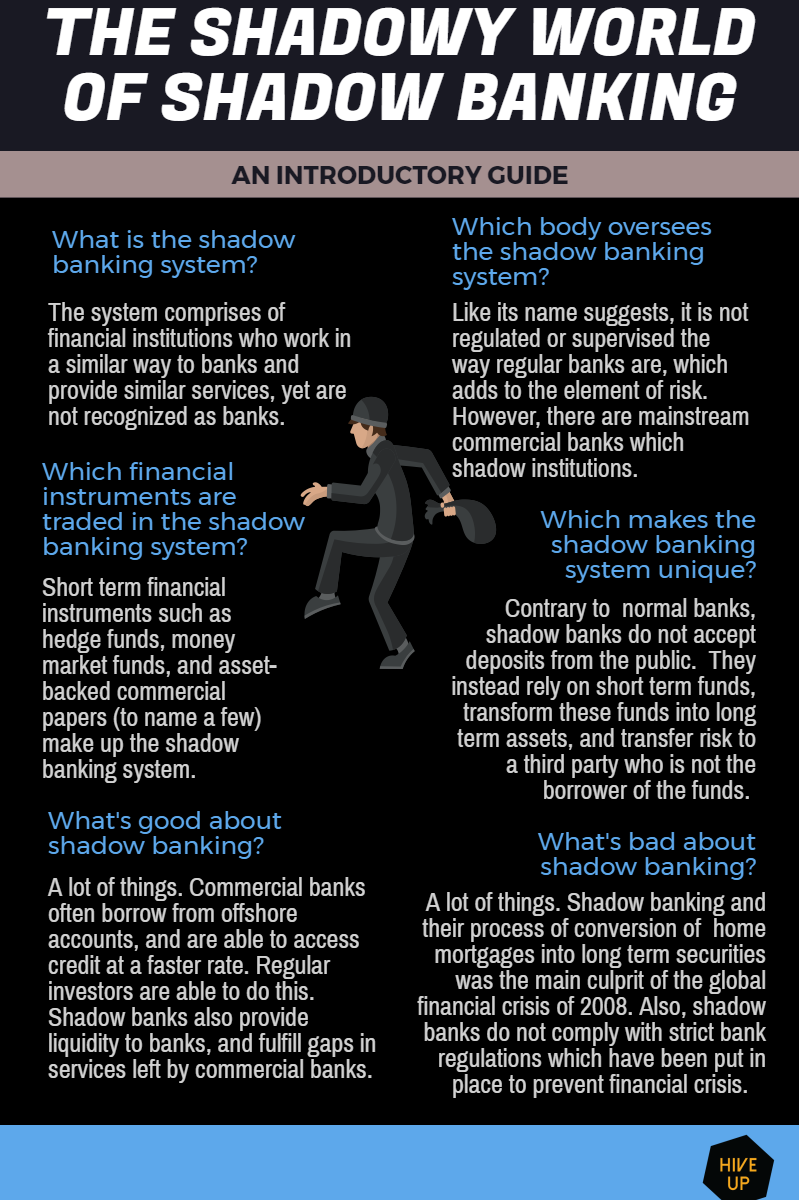 THE SHADOWY WORLD
OF SHADOW BANKING
AN INTRODUCTORY GUIDE
What is the shadow
banking system?
The system comprises of
financial institutions who work in
a similar way to banks and
provide similar services, yet are
not recognized as banks.
Which body oversees
the shadow banking
system?
Like its name suggests, it is not
regulated or supervised the
way regular banks are, which
adds to the element of risk.
However, there are mainstream
commercial banks which
shadow institutions.
Which financial
instruments are
traded in the shadow
banking system?
Short term financial
instruments such as
hedge funds, money
market funds, and asset-
backed commercial
papers (to name a few)
make up the shadow
banking system.
Which makes the
shadow banking
system unique?
Contrary to  normal banks,
shadow banks do not accept
deposits from the public.  They
instead rely on short term funds,
transform these funds into long
term assets, and transfer risk to
a third party who is not the
borrower of the funds.
What's good about
shadow banking?
A lot of things. Commercial banks
often borrow from offshore
accounts, and are able to access
credit at a faster rate. Regular
investors are able to do this.
Shadow banks also provide
liquidity to banks, and fulfill gaps in
services left by commercial banks.
What's bad about
shadow banking?
A lot of things. Shadow banking and
their process of conversion of  home
mortgages into long term securities
was the main culprit of the global
financial crisis of 2008. Also, shadow
banks do not comply with strict bank
regulations which have been put in
place to prevent financial crisis.
HIVE
UP